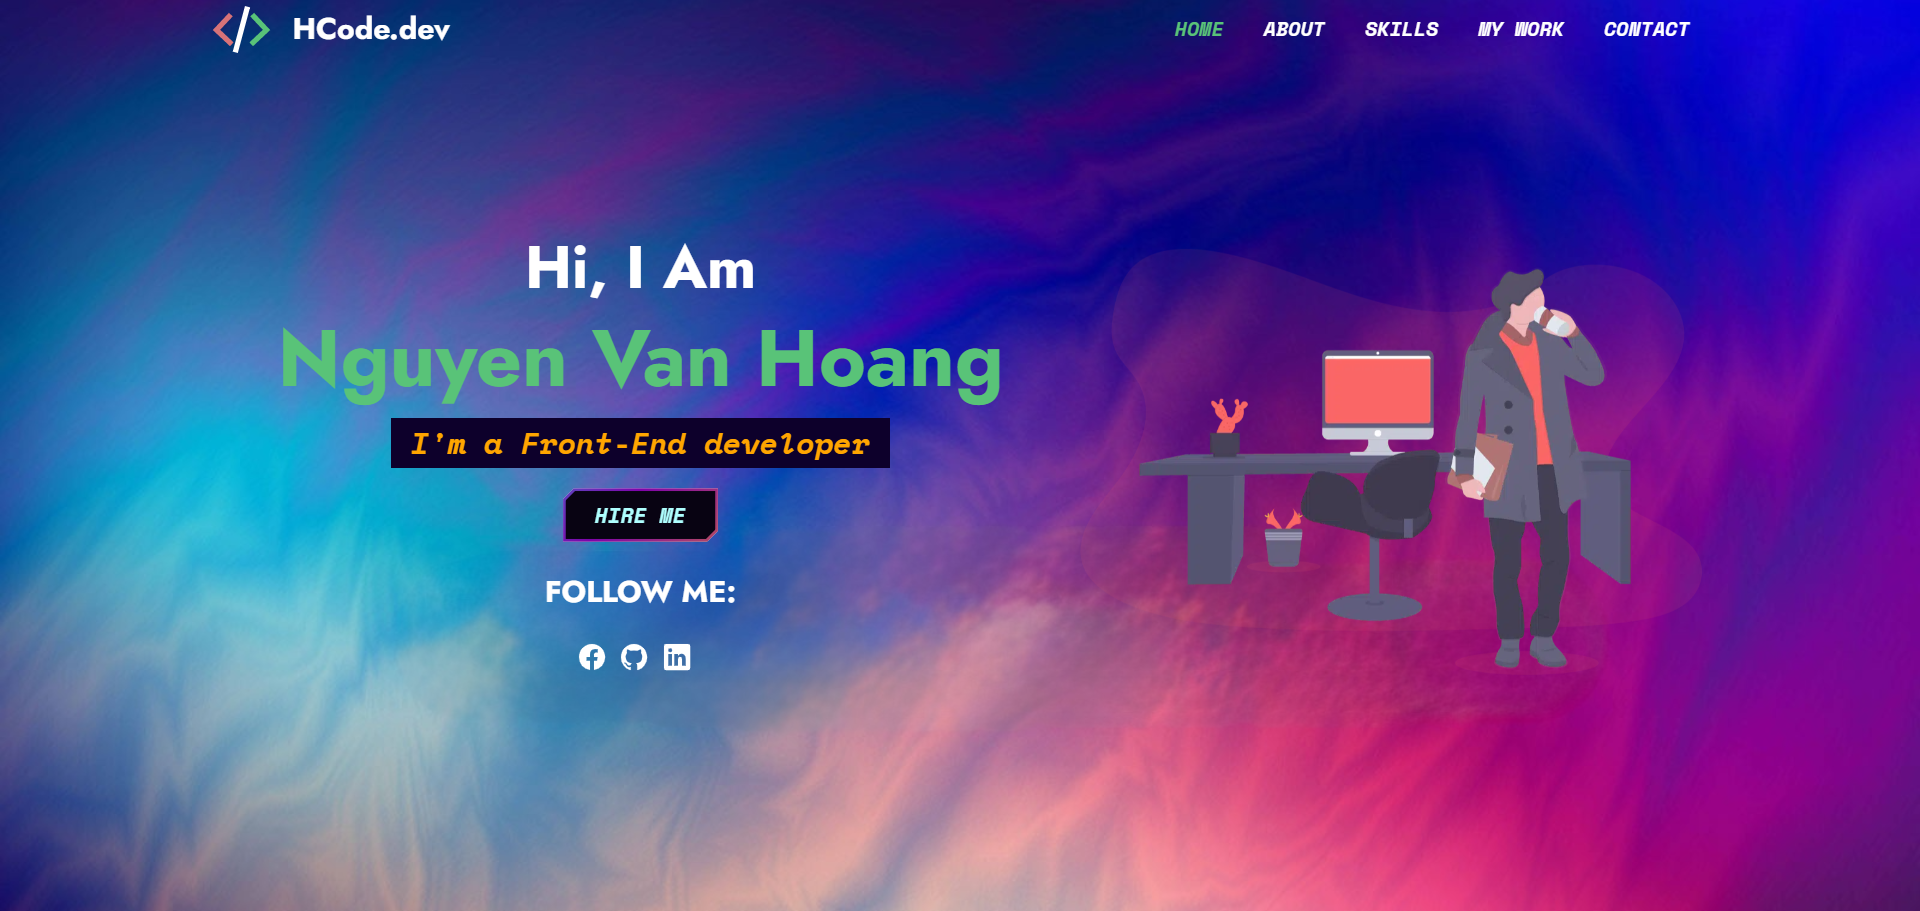 HCode.dev
HOME ABOUT SKILLS MY WORK CONTACT
Hi, I Am
Nguyen Van Hoang
I'm a Front-End developer
HIRE ME
FOLLOW ME: